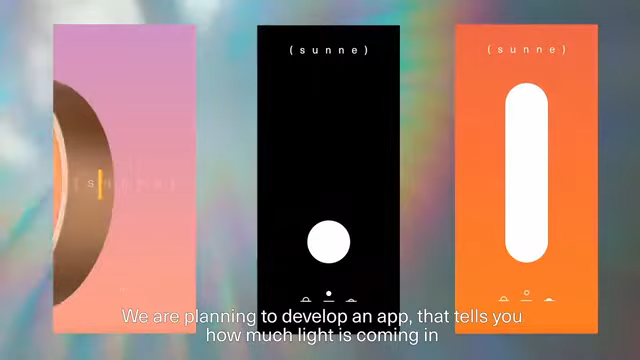 ( s u n n e )
( s u n n e )
We are planning to develop an app, that tells you
how much light is coming in